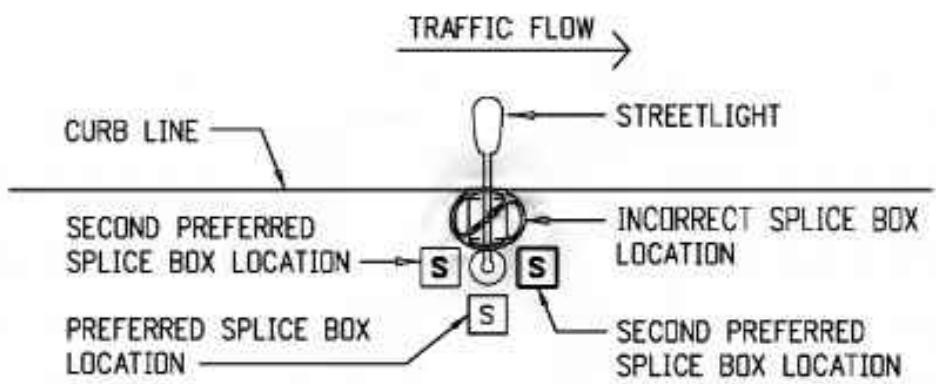 TRAFFIC FLOW
STREETLIGHT
CURB LINE
SECOND PREFERRED
SPLICE BOX LOCATION
INCORRECT SPLICE BOX
LOCATION
S
S
S
PREFERRED SPLICE BOX
LOCATION
SECOND PREFERRED
SPLICE BOX LOCATION